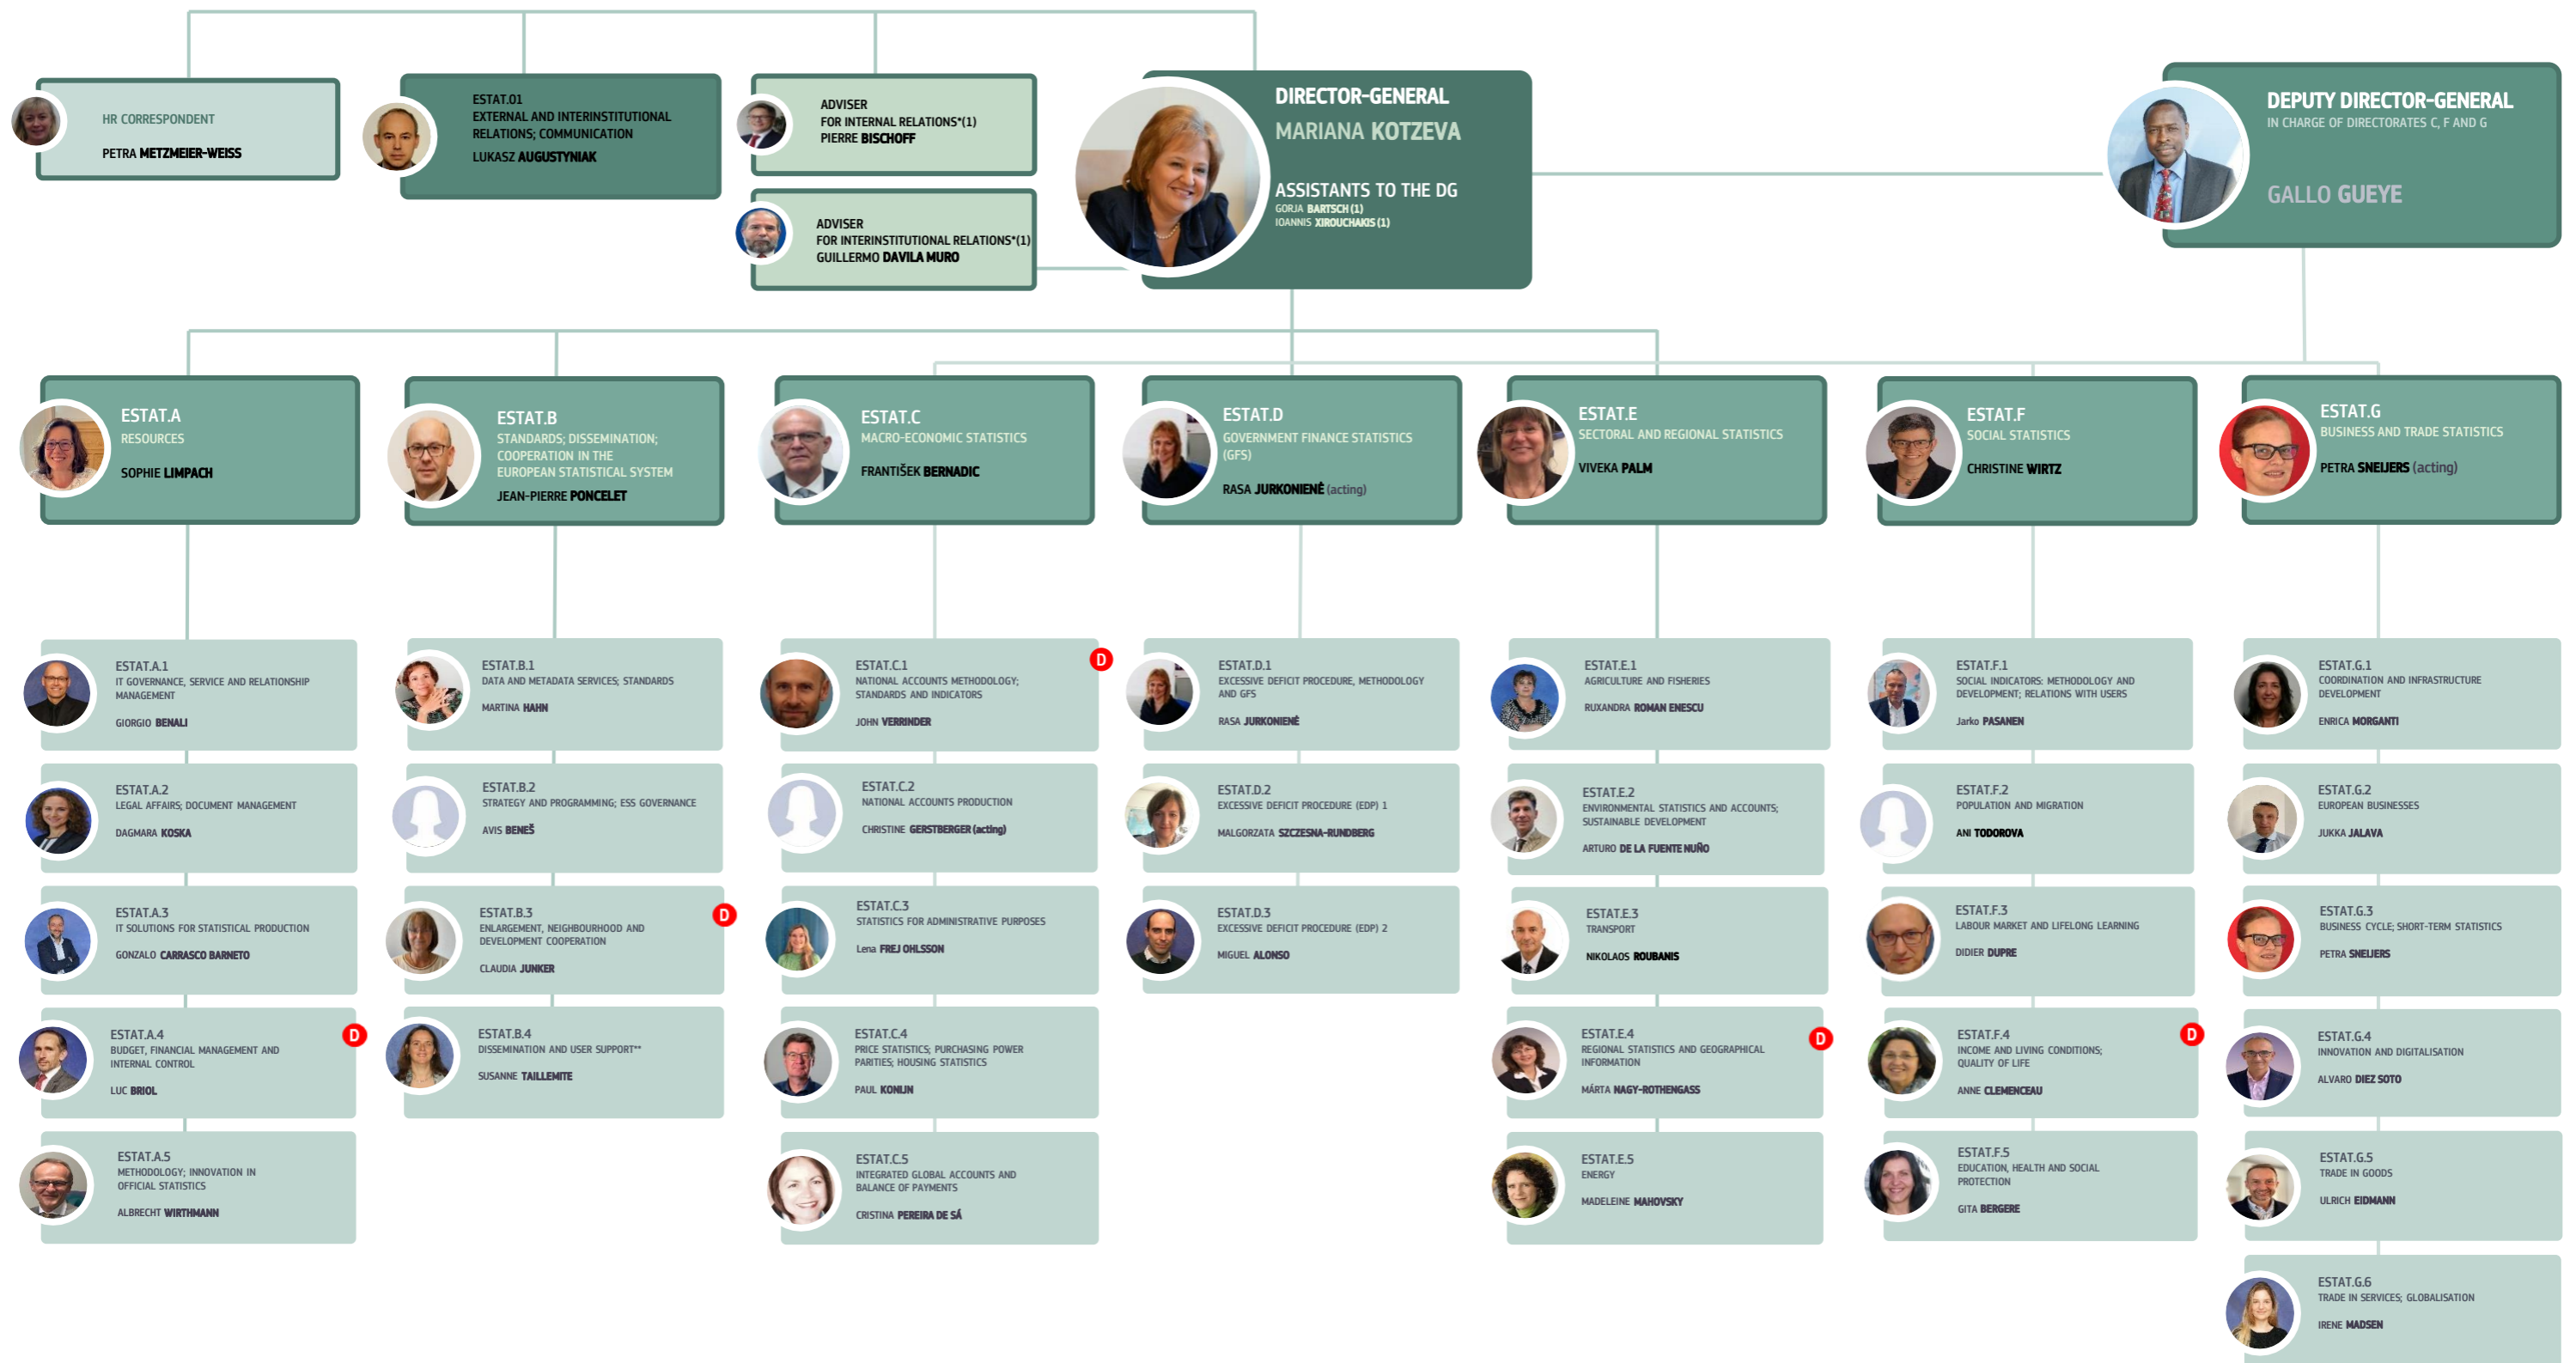 HR CORRESPONDENT
PETRA METZMEIER-WEISS
ESTAT.01
EXTERNAL AND INTERINSTITUTIONAL
RELATIONS; COMMUNICATION
LUKASZ AUGUSTYNIAK
ADVISER
FOR INTERNAL RELATIONS*(1)
PIERRE BISCHOFF
ADVISER
FOR INTERINSTITUTIONAL RELATIONS*(1)
GUILLERMO DAVILA MURO
DIRECTOR-GENERAL
MARIANA KOTZEVA
ASSISTANTS TO THE DG
GORJA BARTSCH (1)
IOANNIS XIROUCHAKIS (1)
DEPUTY DIRECTOR-GENERAL
IN CHARGE OF DIRECTORATES C, F AND G
GALLO GUEYE
ESTAT.A
RESOURCES
SOPHIE LIMPACH
ESTAT.B
STANDARDS; DISSEMINATION;
COOPERATION IN THE
EUROPEAN STATISTICAL SYSTEM
JEAN-PIERRE PONCELET
ESTAT.C
MACRO-ECONOMIC STATISTICS
FRANTIŠEK BERNADIC
ESTAT.D
GOVERNMENT FINANCE STATISTICS
(GFS)
RASA JURKONIENĖ (acting)
ESTAT.E
SECTORAL AND REGIONAL STATISTICS
VIVEKA PALM
ESTAT.F
SOCIAL STATISTICS
CHRISTINE WIRTZ
ESTAT.G
BUSINESS AND TRADE STATISTICS
PETRA SNEIJERS (acting)
ESTAT.A.1
IT GOVERNANCE, SERVICE AND RELATIONSHIP
MANAGEMENT
GIORGIO BENALI
ESTAT.A.2
LEGAL AFFAIRS; DOCUMENT MANAGEMENT
DAGMARA KOSKA
ESTAT.A.3
IT SOLUTIONS FOR STATISTICAL PRODUCTION
GONZALO CARRASCO BARNETO
ESTAT.A.4
D
BUDGET, FINANCIAL MANAGEMENT AND
INTERNAL CONTROL
LUC BRIOL
ESTAT.A.5
METHODOLOGY; INNOVATION IN
OFFICIAL STATISTICS
ALBRECHT WIRTHMANN
ESTAT.B.1
DATA AND METADATA SERVICES; STANDARDS
MARTINA HAHN
ESTAT.B.2
STRATEGY AND PROGRAMMING; ESS GOVERNANCE
AVIS BENEŠ
ESTAT.B.3
D
ENLARGEMENT, NEIGHBOURHOOD AND
DEVELOPMENT COOPERATION
CLAUDIA JUNKER
ESTAT.B.4
DISSEMINATION AND USER SUPPORT**
SUSANNE TAILLEMITE
ESTAT.C.1
D
NATIONAL ACCOUNTS METHODOLOGY;
STANDARDS AND INDICATORS
JOHN VERRINDER
ESTAT.C.2
NATIONAL ACCOUNTS PRODUCTION
CHRISTINE GERSTBERGER (acting)
ESTAT.C.3
STATISTICS FOR ADMINISTRATIVE PURPOSES
Lena FREJ OHLSSON
ESTAT.C.4
PRICE STATISTICS; PURCHASING POWER
PARITIES; HOUSING STATISTICS
PAUL KONIJN
ESTAT.C.5
INTEGRATED GLOBAL ACCOUNTS AND
BALANCE OF PAYMENTS
CRISTINA PEREIRA DE SÁ
ESTAT.D.1
EXCESSIVE DEFICIT PROCEDURE, METHODOLOGY
AND GFS
RASA JURKONIENĖ
ESTAT.D.2
EXCESSIVE DEFICIT PROCEDURE (EDP) 1
MALGORZATA SZCZESNA-RUNDBERG
ESTAT.D.3
EXCESSIVE DEFICIT PROCEDURE (EDP) 2
MIGUEL ALONSO
ESTAT.E.1
AGRICULTURE AND FISHERIES
RUXANDRA ROMAN ENESCU
ESTAT.E.2
ENVIRONMENTAL STATISTICS AND ACCOUNTS;
SUSTAINABLE DEVELOPMENT
ARTURO DE LA FUENTE NUÑO
ESTAT.E.3
TRANSPORT
NIKOLAOS ROUBANIS
ESTAT.E.4
D
REGIONAL STATISTICS AND GEOGRAPHICAL
INFORMATION
MÁRTA NAGY-ROTHENGASS
ESTAT.E.5
ENERGY
MADELEINE MAHOVSKY
ESTAT.F.1
SOCIAL INDICATORS: METHODOLOGY AND
DEVELOPMENT; RELATIONS WITH USERS
Jarko PASANEN
ESTAT.F.2
POPULATION AND MIGRATION
ANI TODOROVA
ESTAT.F.3
LABOUR MARKET AND LIFELONG LEARNING
DIDIER DUPRE
ESTAT.F.4
D
INCOME AND LIVING CONDITIONS;
QUALITY OF LIFE
ANNE CLEMENCEAU
ESTAT.F.5
EDUCATION, HEALTH AND SOCIAL
PROTECTION
GITA BERGERE
ESTAT.G.1
COORDINATION AND INFRASTRUCTURE
DEVELOPMENT
ENRICA MORGANTI
ESTAT.G.2
EUROPEAN BUSINESSES
JUKKA JALAVA
ESTAT.G.3
BUSINESS CYCLE; SHORT-TERM STATISTICS
PETRA SNEIJERS
ESTAT.G.4
INNOVATION AND DIGITALISATION
ALVARO DIEZ SOTO
ESTAT.G.5
TRADE IN GOODS
ULRICH EIDMANN
ESTAT.G.6
TRADE IN SERVICES; GLOBALISATION
IRENE MADSEN